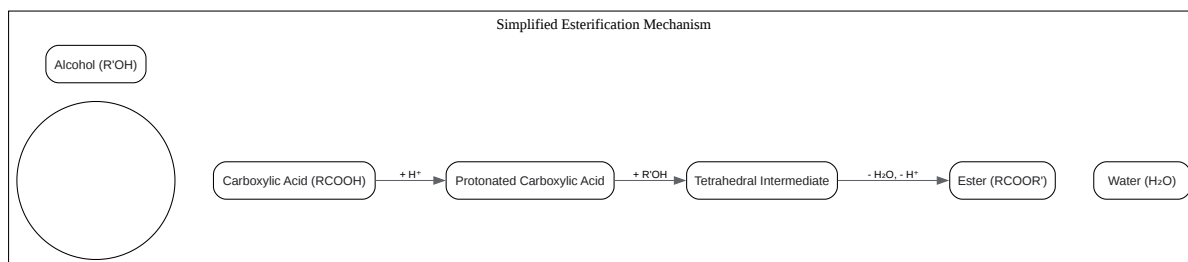 Simplified Esterification Mechanism
Alcohol (R'OH)
Carboxylic Acid (RCOOH)
+ H⁺
Protonated Carboxylic Acid
+ R'OH
Tetrahedral Intermediate
- H₂O, - H⁺
Ester (RCOOR')
Water (H₂O)